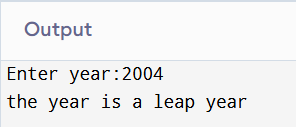 Output
Enter year:2004
the year is a leap year